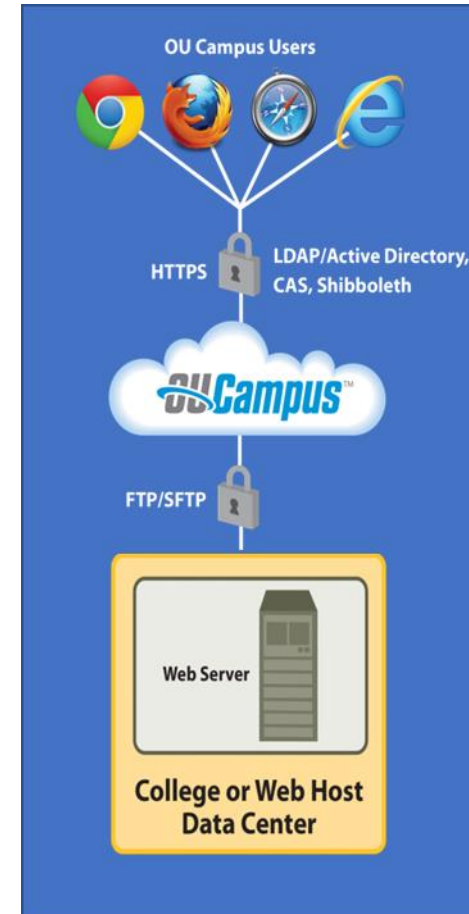 OU Campus Users
HTTPS
LDAP/Active Directory,
CAS, Shibboleth
OUCampus™
FTP/SFTP
Web Server
College or Web Host
Data Center